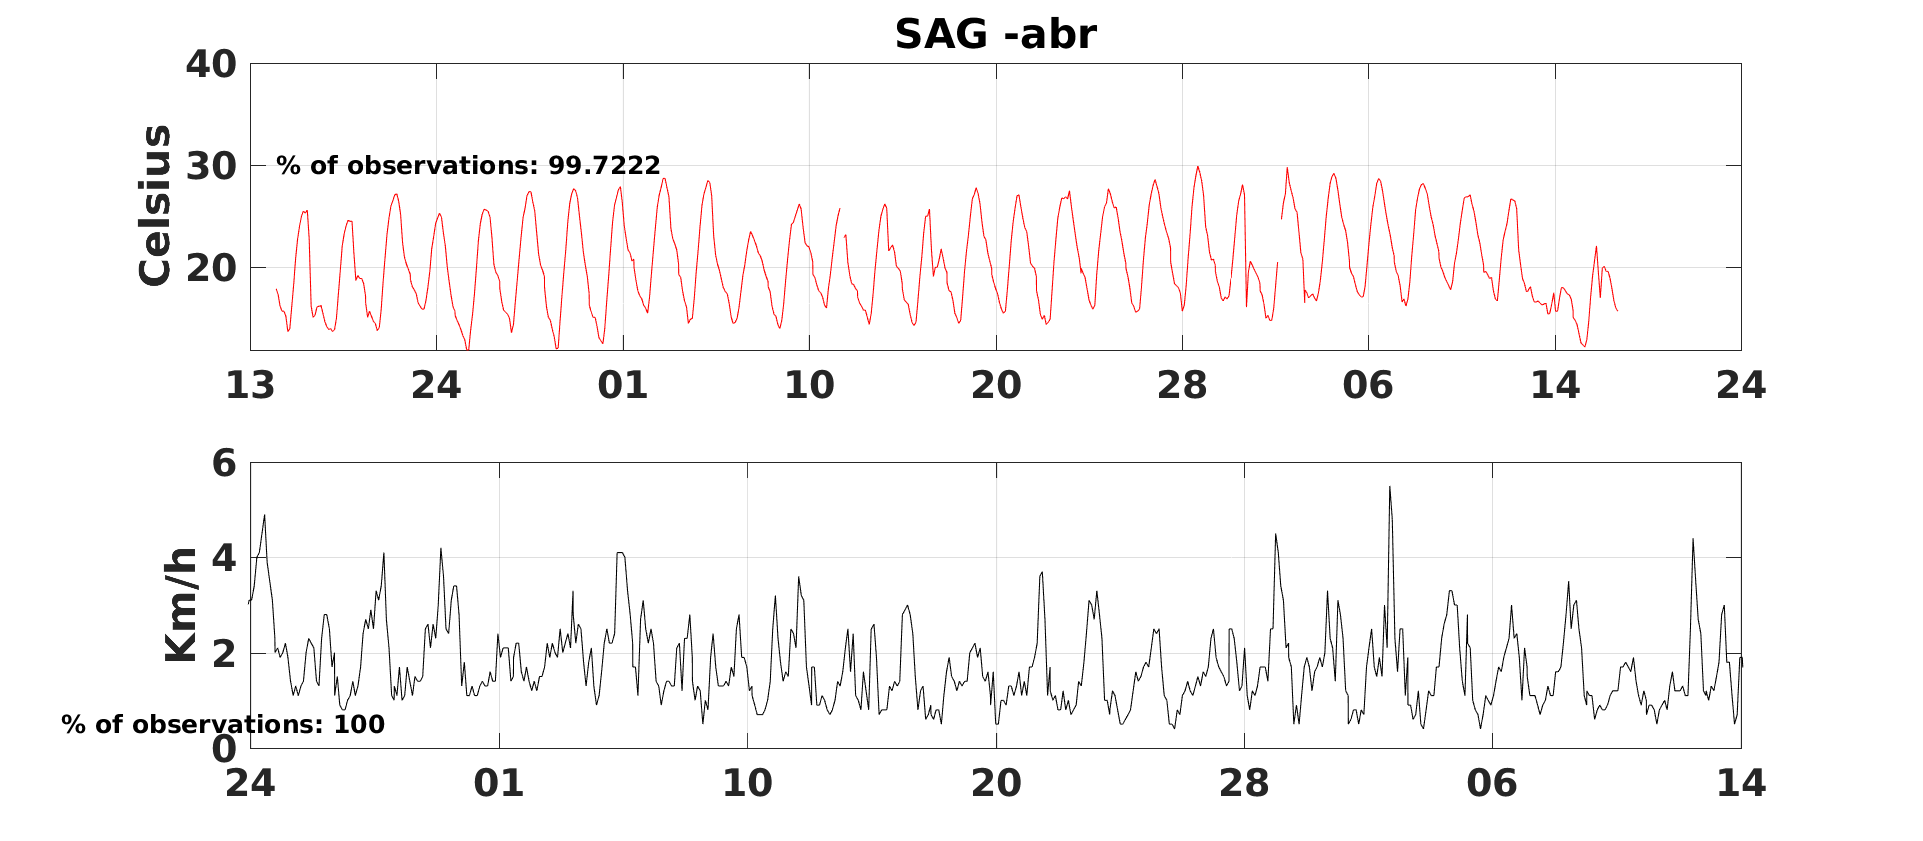 SAG -abr
40
30
20
Celsius
% of observations: 99.7222
13 24 01 10 20 28 06 14 24
6
4
2
0
Km/h
% of observations: 100
24 01 10 20 28 06 14